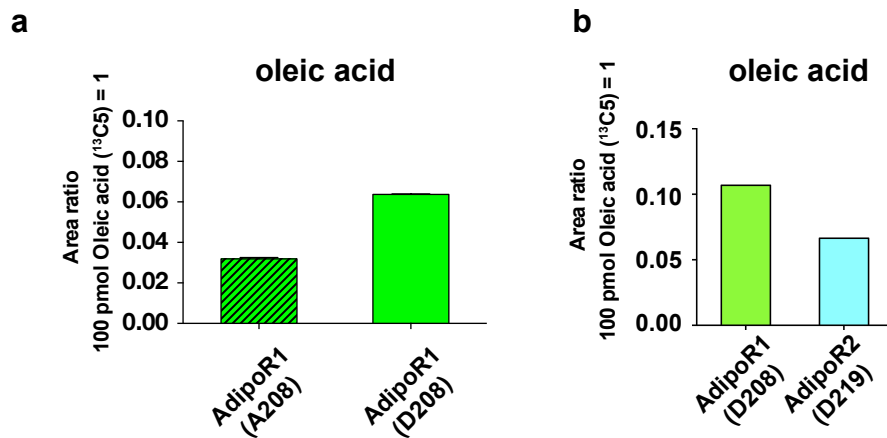 a
oleic acid
Area ratio
100 pmol Oleic acid (¹³C5) = 1
0.10
0.08
0.06
0.04
0.02
0.00
AdipoR1
(A208)
AdipoR1
(D208)
b
oleic acid
Area ratio
100 pmol Oleic acid (¹³C5) = 1
0.15
0.10
0.05
0.00
AdipoR1
(D208)
AdipoR2
(D219)